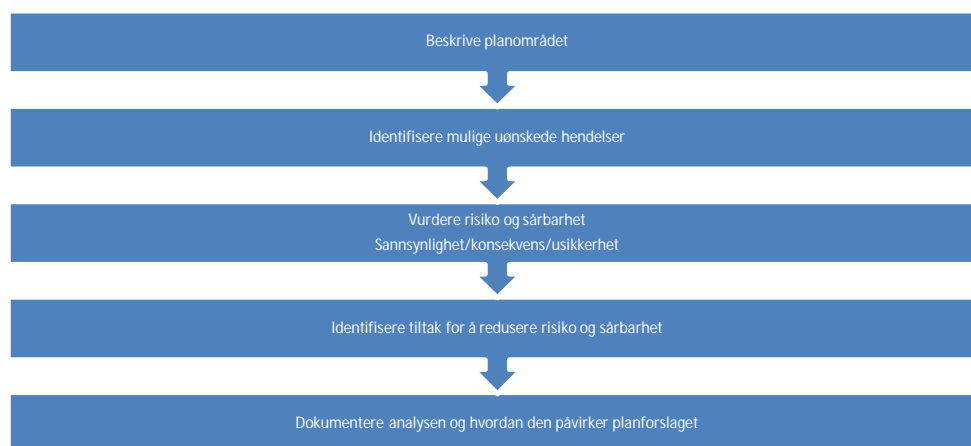 Beskrive planområdet
Identifisere mulige uønskede hendelser
Vurdere risiko og sårbarhet
Sannsynlighet/konsekvens/usikkerhet
Identifisere tiltak for å redusere risiko og sårbarhet
Dokumentere analysen og hvordan den påvirker planforslaget